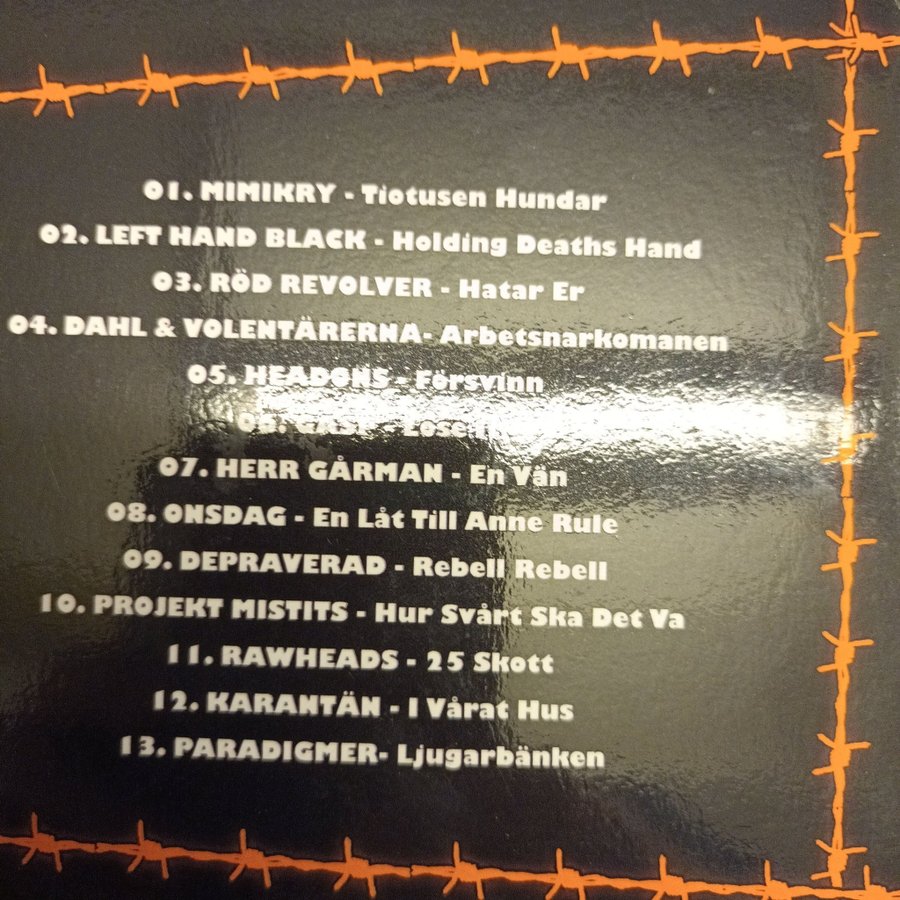 01. MIMIKRY - Tiotusen Hundar
02. LEFT HAND BLACK - Holding Deaths Hand
03. RÖD REVOLVER - Hatar Er
04. DAHL & VOLENTÄRERNA- Arbetsnarkomanen
05. HEADONS - Försvinn
06.
07. HERR GÅRMAN - En Vän
08. ONSDAG - En Låt Till Anne Rule
09. DEPRAVERAD - Rebell Rebell
10. PROJEKT MISTITS - Hur Svårt Ska Det Va
11. RAWHEADS - 25 Skott
12. KARANTÄN - I Vårat Hus
13. PARADIGMER- Ljugarbänken